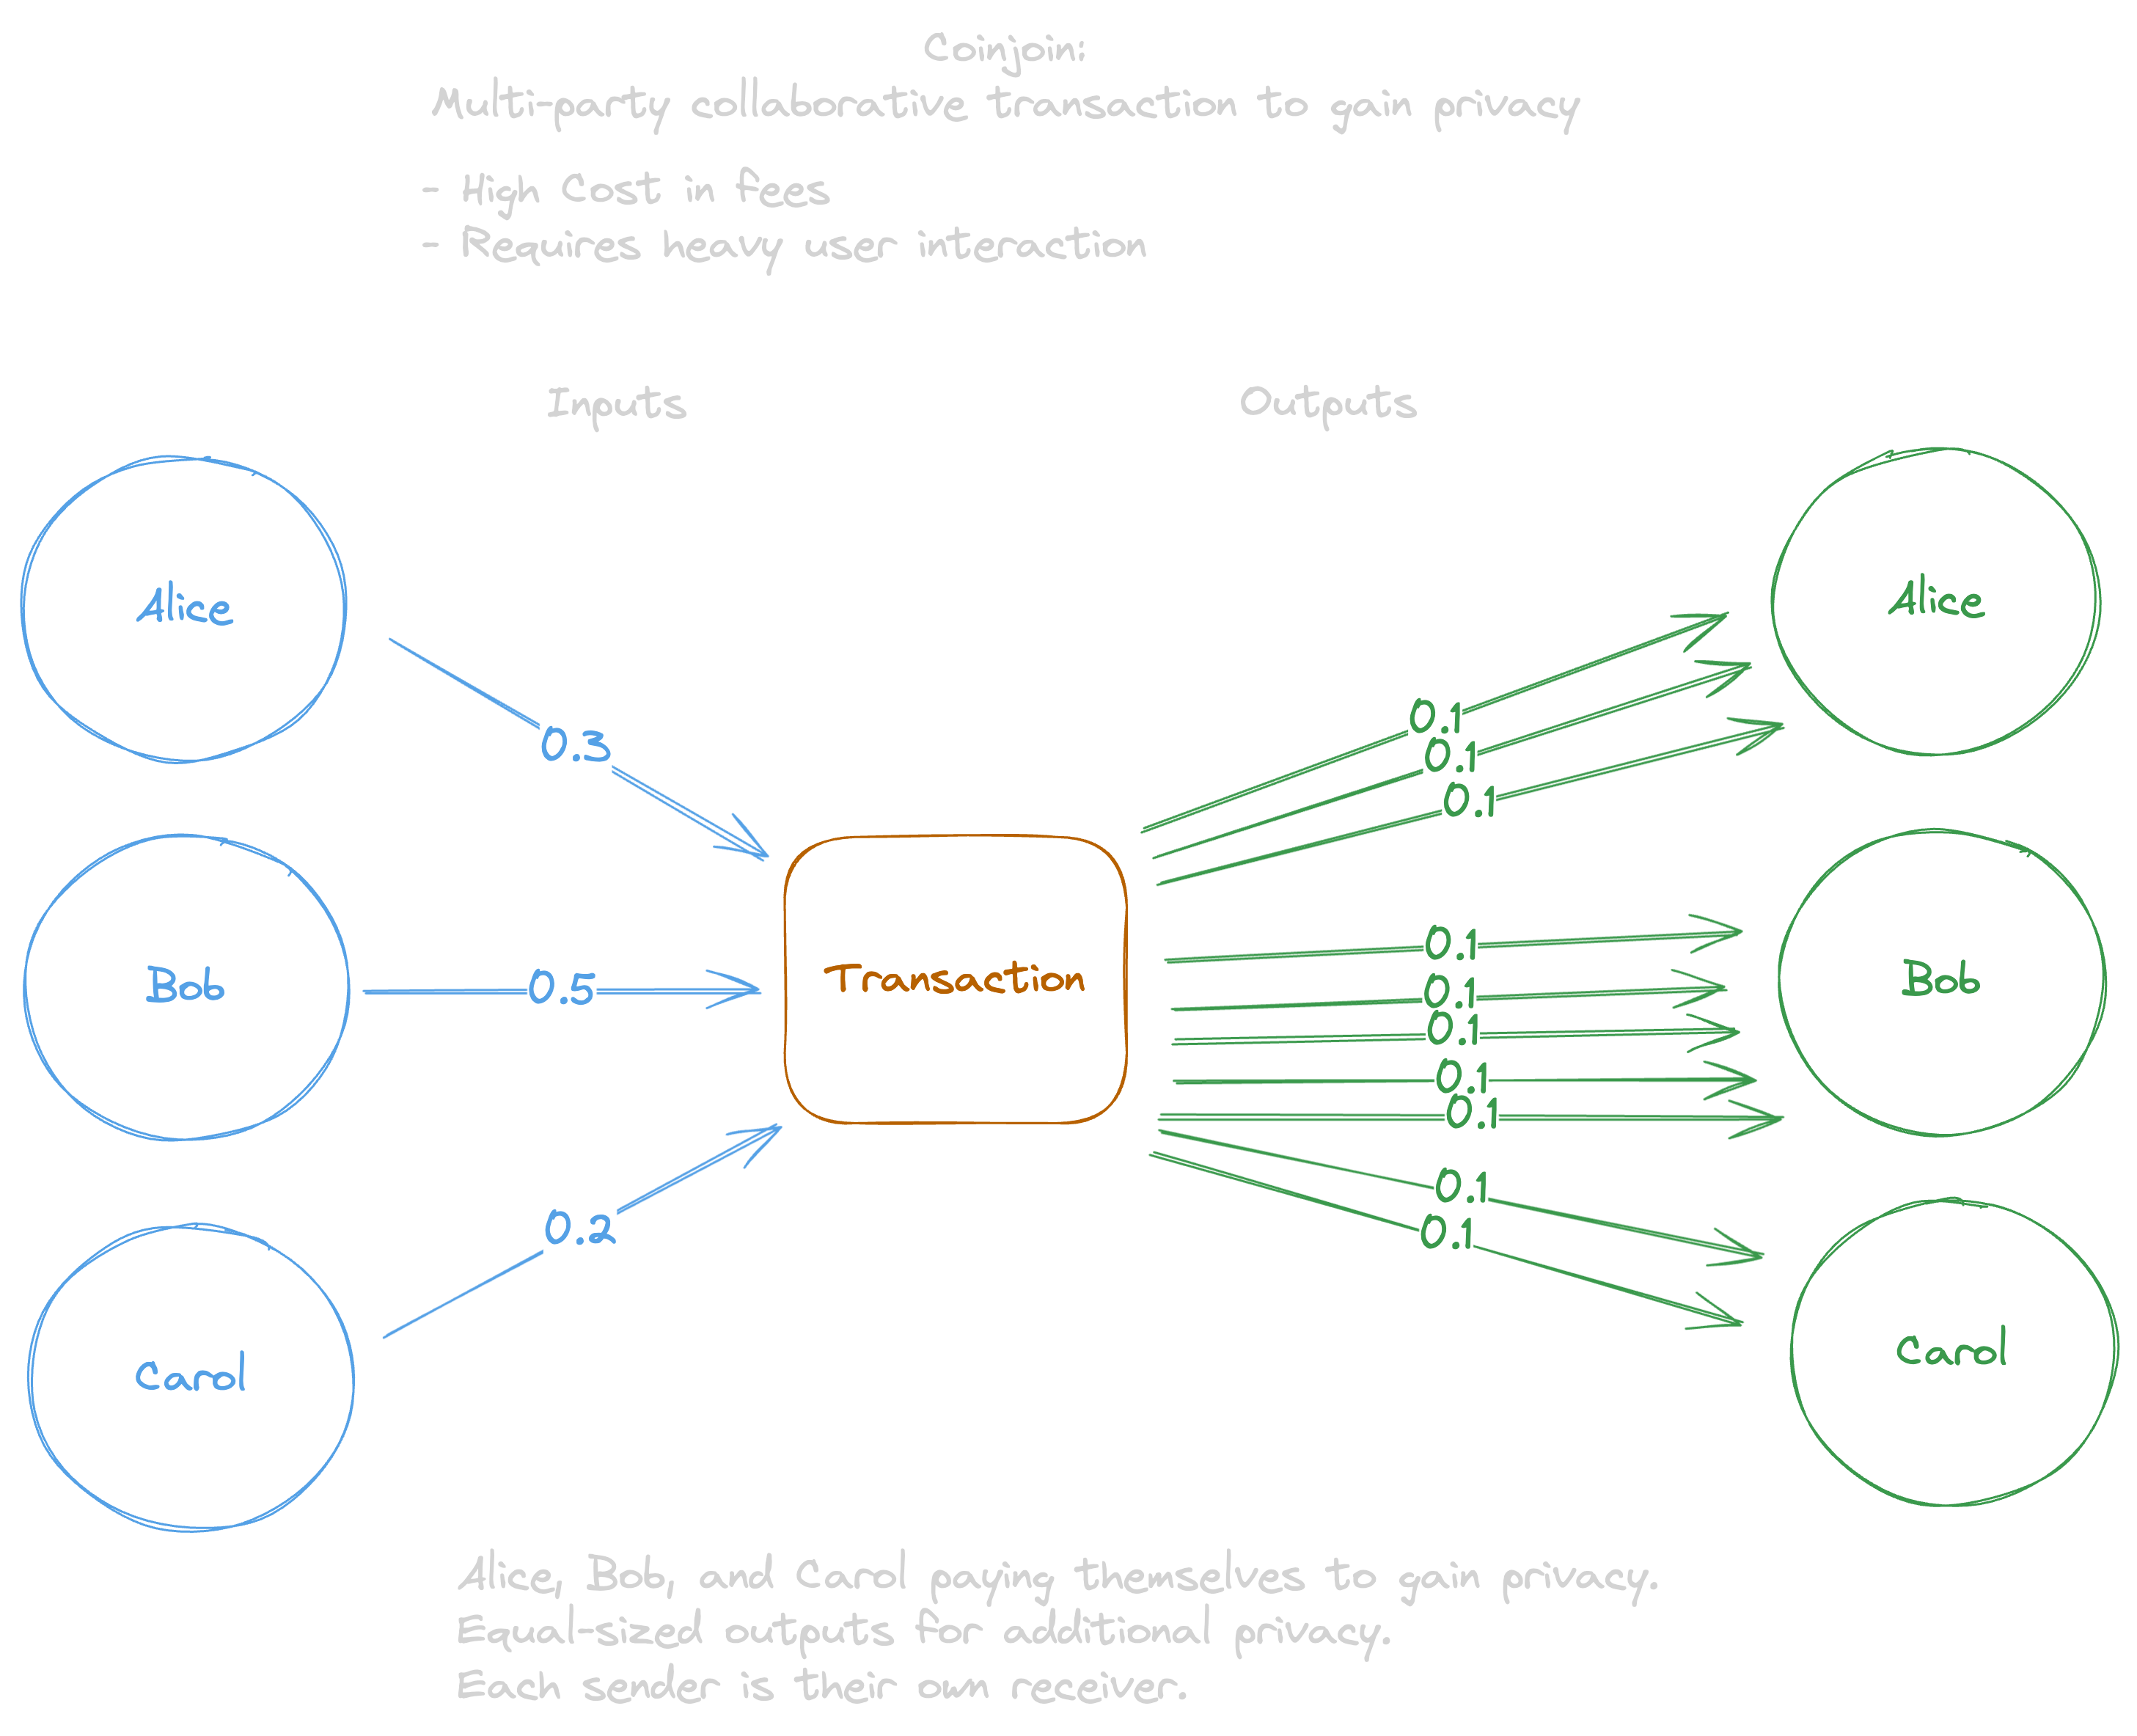 Coinjoin:
Multi-party collaborative transaction to gain privacy
- High Cost in fees
- Requires heavy user interaction
Inputs
Outputs
Alice
0.3
Bob
0.5
Carol
0.2
Transaction
0.1
0.1
0.1
0.1
0.1
0.1
0.1
0.1
0.1
0.1
Alice
Bob
Carol
Alice, Bob, and Carol paying themselves to gain privacy.
Equal-sized outputs for additional privacy.
Each sender is their own receiver.